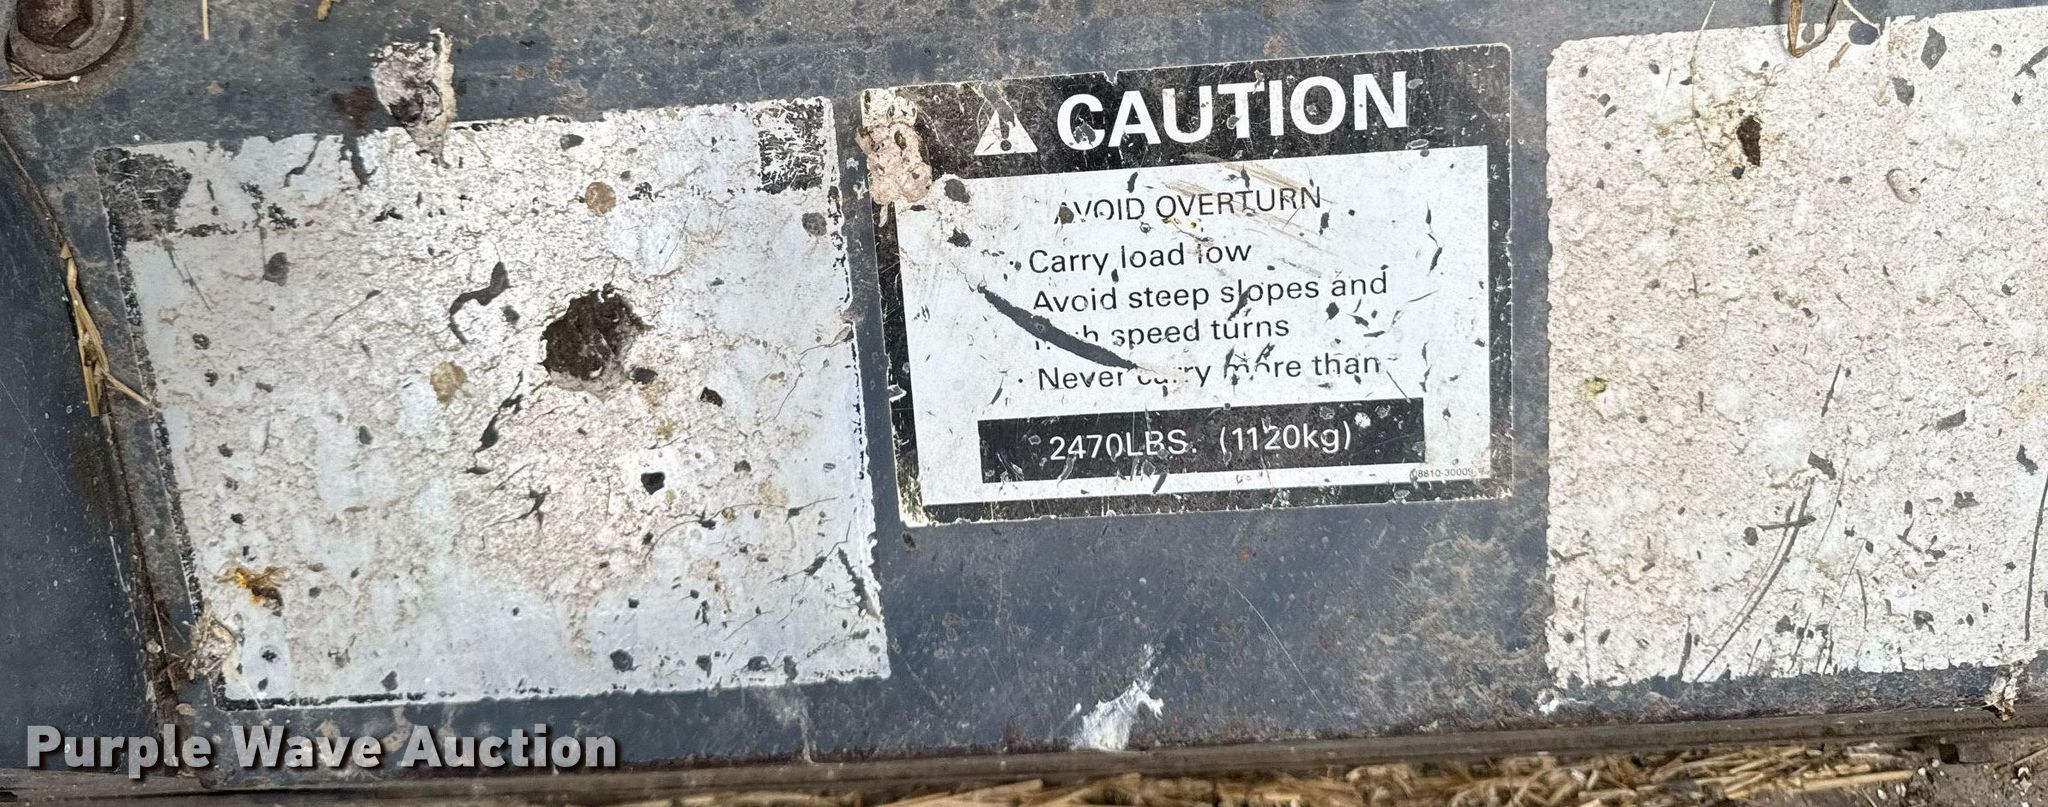 CAUTION
AVOID OVERTURN
· Carry load low
Avoid steep slopes and
speed turns
· Never carry more than
2470LBS. (1120kg)
Purple Wave Auction